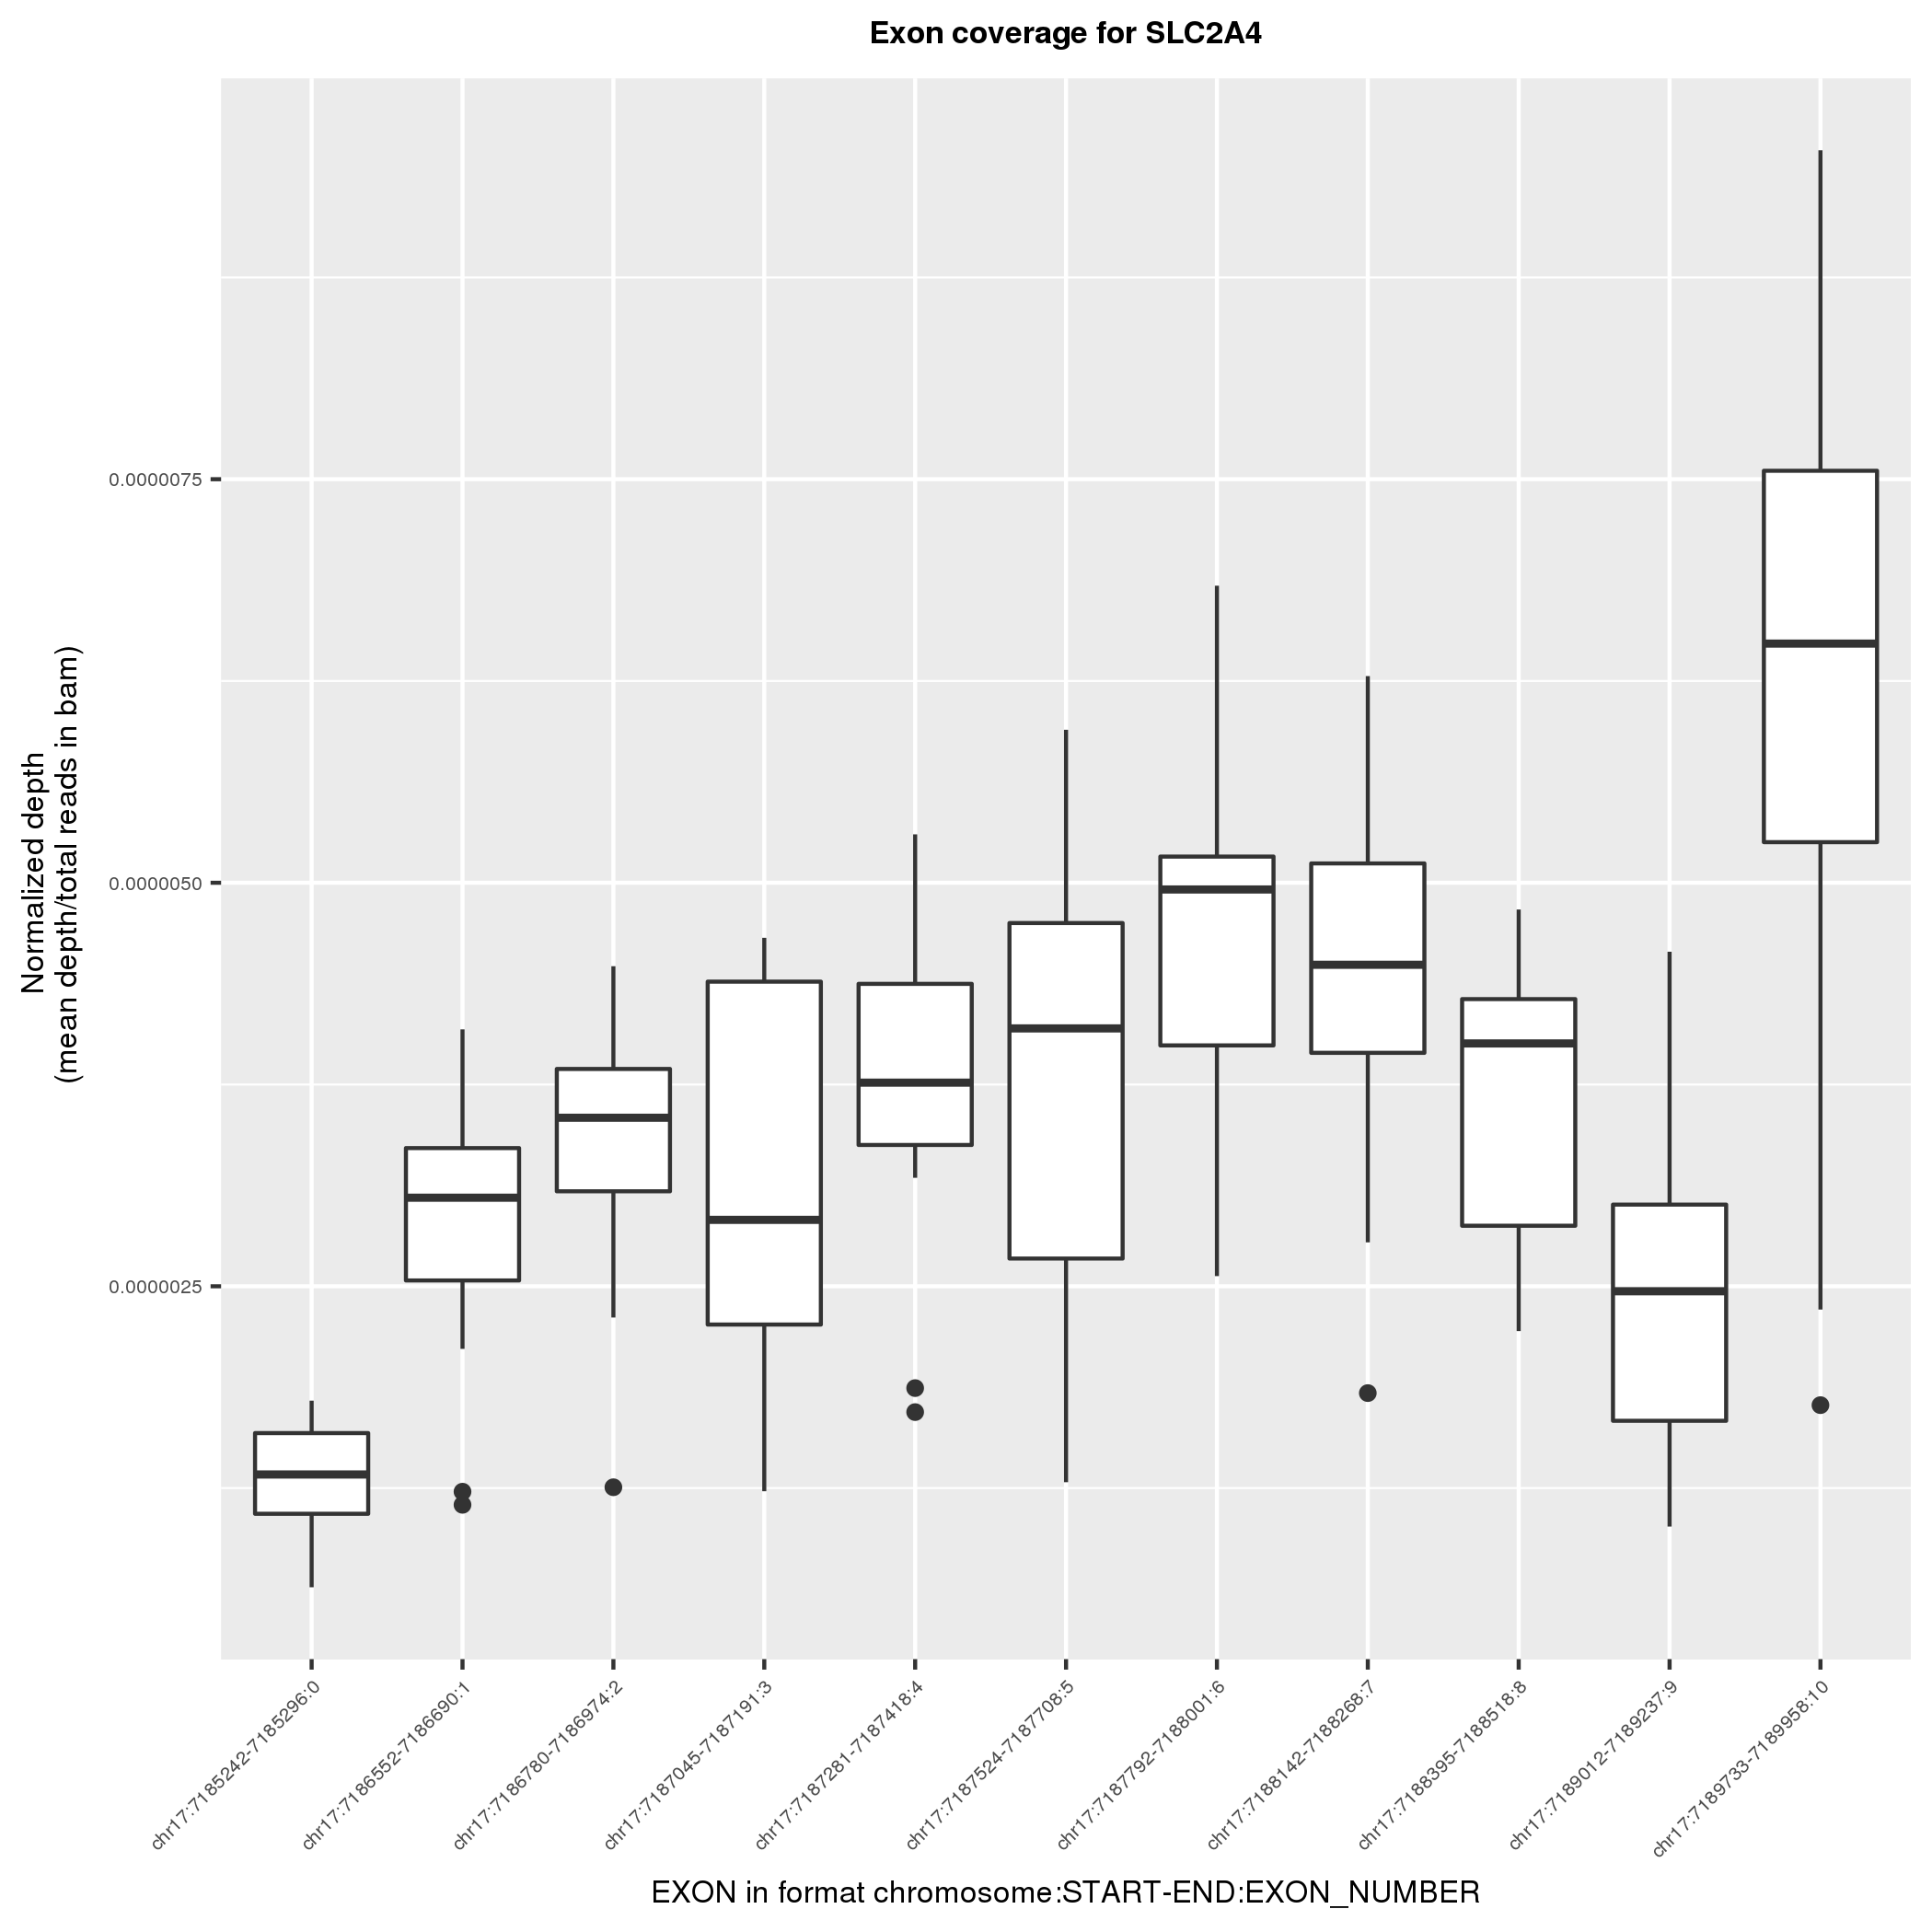 Exon coverage for SLC2A4
Normalized depth
(mean depth/total reads in bam)
0.0000075
0.0000050
0.0000025
chr17:7185242-7185296:0
chr17:7186552-7186690:1
chr17:7186780-7186974:2
chr17:7187045-7187191:3
chr17:7187281-7187418:4
chr17:7187524-7187708:5
chr17:7187792-7188001:6
chr17:7188142-7188268:7
chr17:7188395-7188518:8
chr17:7189012-7189237:9
chr17:7189733-7189958:10
EXON in format chromosome:START-END:EXON_NUMBER